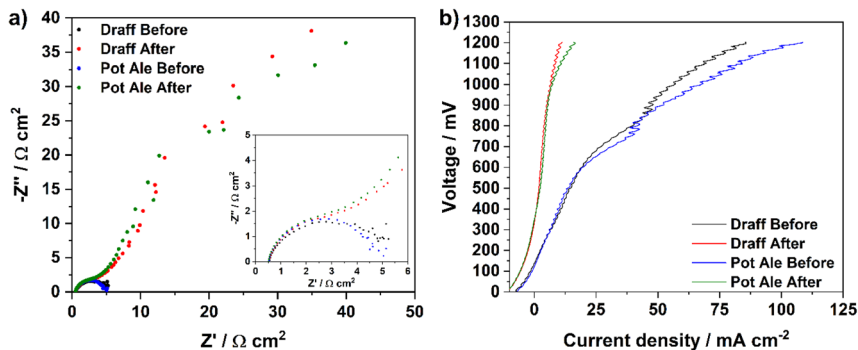 a)
40
35
30
25
20
15
10
5
0
-Z'' / Ω cm²
Draff Before
Draff After
Pot Ale Before
Pot Ale After
5
4
3
2
1
0
-Z'' / Ω cm²
0 1 2 3 4 5 6
Z' / Ω cm²
0 10 20 30 40 50
Z' / Ω cm²
b)
1300
1200
1100
1000
900
800
700
600
500
400
300
200
100
0
Voltage / mV
Draff Before
Draff After
Pot Ale Before
Pot Ale After
0 25 50 75 100 125
Current density / mA cm⁻²